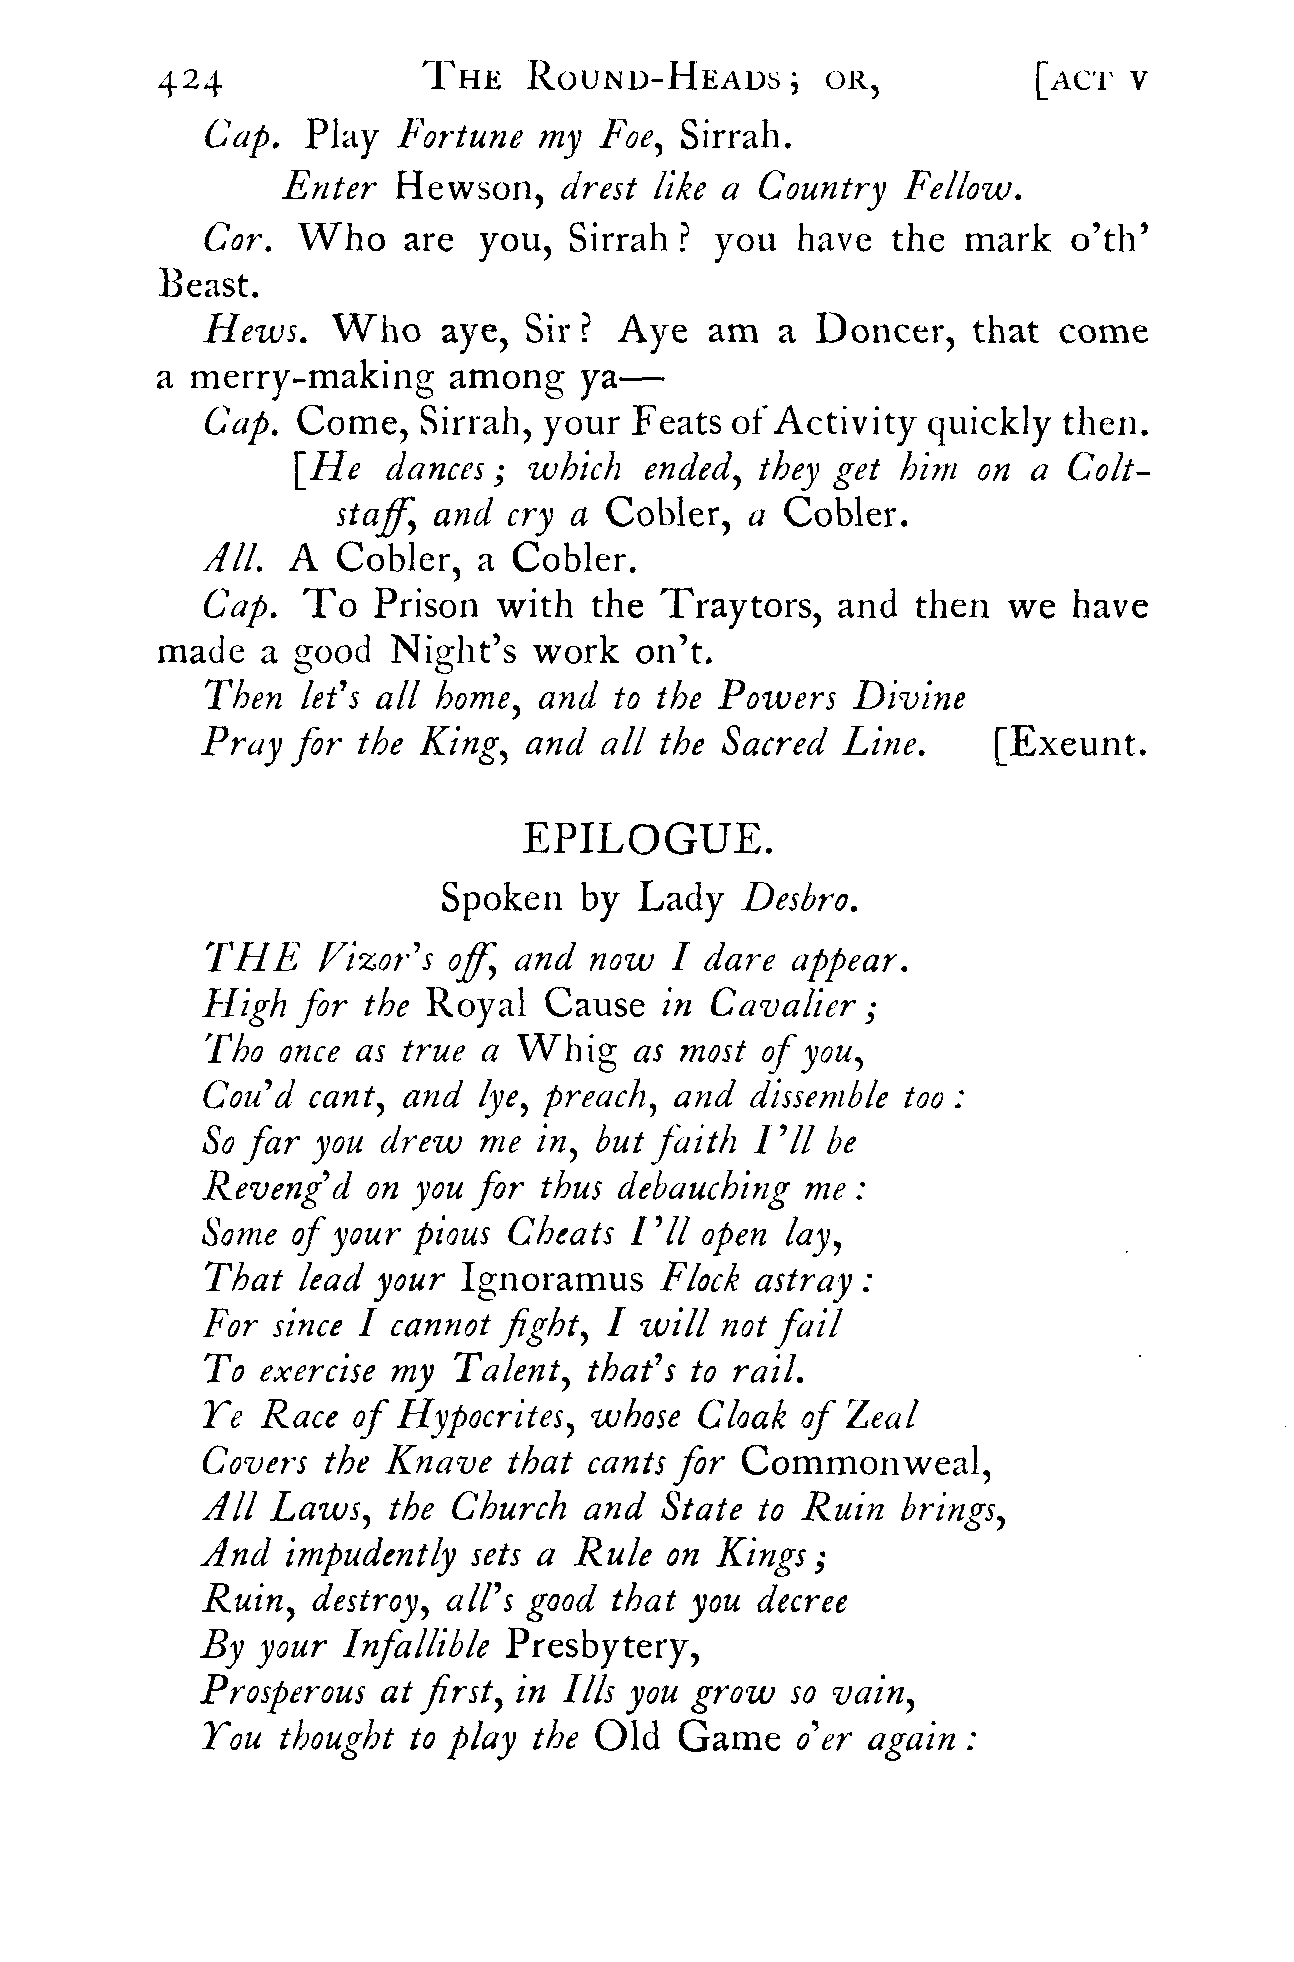 424 THE ROUND-HEADS; OR, [ACT V
Cap. Play Fortune my Foe, Sirrah.
Enter Hewson, drest like a Country Fellow.
Cor. Who are you, Sirrah? you have the mark o'th'
Beast.
Hews. Who aye, Sir? Aye am a Doncer, that come
a merry-making among ya—
Cap. Come, Sirrah, your Feats of Activity quickly then.
[He dances; which ended, they get him on a Colt-
staff, and cry a Cobler, a Cobler.
All. A Cobler, a Cobler.
Cap. To Prison with the Traytors, and then we have
made a good Night's work on't.
Then let's all home, and to the Powers Divine
Pray for the King, and all the Sacred Line. [Exeunt.
EPILOGUE.
Spoken by Lady Desbro.
THE Vizor's off, and now I dare appear.
High for the Royal Cause in Cavalier;
Tho once as true a Whig as most of you,
Cou'd cant, and lye, preach, and dissemble too:
So far you drew me in, but faith I'll be
Reveng'd on you for thus debauching me:
Some of your pious Cheats I'll open lay,
That lead your Ignoramus Flock astray:
For since I cannot fight, I will not fail
To exercise my Talent, that's to rail.
Ye Race of Hypocrites, whose Cloak of Zeal
Covers the Knave that cants for Commonweal,
All Laws, the Church and State to Ruin brings,
And impudently sets a Rule on Kings;
Ruin, destroy, all's good that you decree
By your Infallible Presbytery,
Prosperous at first, in Ills you grow so vain,
You thought to play the Old Game o'er again: